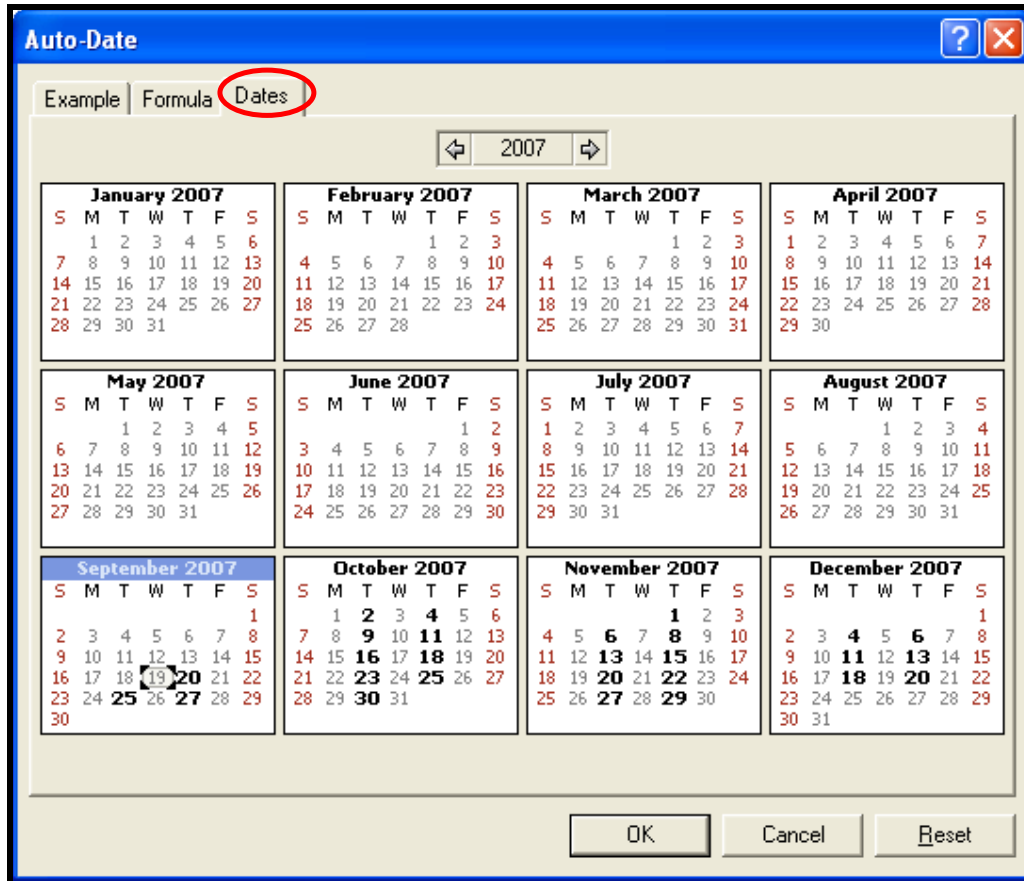 Auto-Date
Example Formula Dates
2007
January 2007
S M T W T F S
1 2 3 4 5 6
7 8 9 10 11 12 13
14 15 16 17 18 19 20
21 22 23 24 25 26 27
28 29 30 31
February 2007
S M T W T F S
1 2 3
4 5 6 7 8 9 10
11 12 13 14 15 16 17
18 19 20 21 22 23 24
25 26 27 28
March 2007
S M T W T F S
1 2 3
4 5 6 7 8 9 10
11 12 13 14 15 16 17
18 19 20 21 22 23 24
25 26 27 28 29 30 31
April 2007
S M T W T F S
1 2 3 4 5 6 7
8 9 10 11 12 13 14
15 16 17 18 19 20 21
22 23 24 25 26 27 28
29 30
May 2007
S M T W T F S
1 2 3 4 5
6 7 8 9 10 11 12
13 14 15 16 17 18 19
20 21 22 23 24 25 26
27 28 29 30 31
June 2007
S M T W T F S
1 2
3 4 5 6 7 8 9
10 11 12 13 14 15 16
17 18 19 20 21 22 23
24 25 26 27 28 29 30
July 2007
S M T W T F S
1 2 3 4 5 6 7
8 9 10 11 12 13 14
15 16 17 18 19 20 21
22 23 24 25 26 27 28
29 30 31
August 2007
S M T W T F S
1 2 3 4
5 6 7 8 9 10 11
12 13 14 15 16 17 18
19 20 21 22 23 24 25
26 27 28 29 30 31
September 2007
S M T W T F S
1
2 3 4 5 6 7 8
9 10 11 12 13 14 15
16 17 18 19 20 21 22
23 24 25 26 27 28 29
30
October 2007
S M T W T F S
1 2 3 4 5 6
7 8 9 10 11 12 13
14 15 16 17 18 19 20
21 22 23 24 25 26 27
28 29 30 31
November 2007
S M T W T F S
1 2 3
4 5 6 7 8 9 10
11 12 13 14 15 16 17
18 19 20 21 22 23 24
25 26 27 28 29 30
December 2007
S M T W T F S
1
2 3 4 5 6 7 8
9 10 11 12 13 14 15
16 17 18 19 20 21 22
23 24 25 26 27 28 29
30 31
OK Cancel Reset